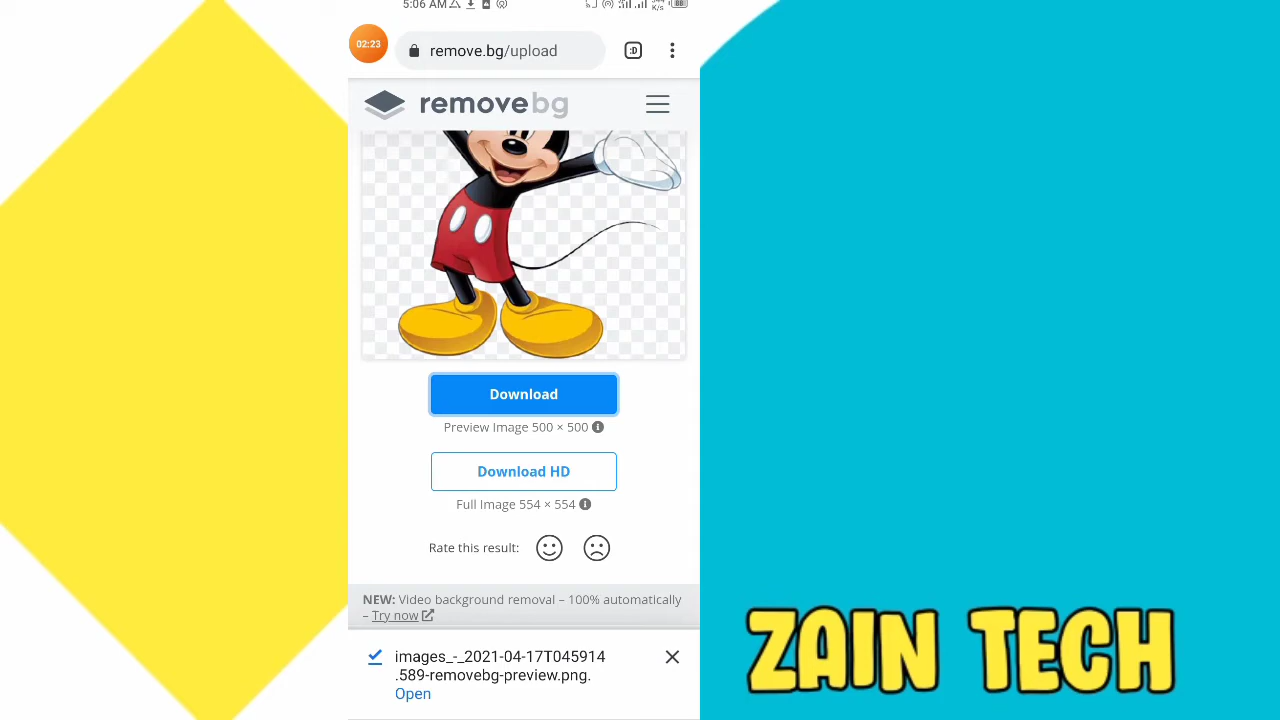 5:06 AM
K/s
88
02:23
remove.bg/upload
:D
removebg
Download
Preview Image 500 × 500
Download HD
Full Image 554 × 554
Rate this result:
NEW: Video background removal – 100% automatically
– Try now
images_-_2021-04-17T045914
.589-removebg-preview.png.
Open
ZAIN TECH